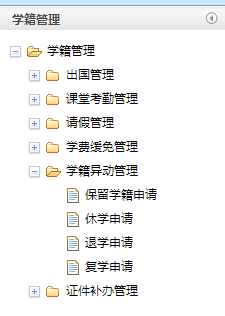 学籍管理
学籍管理
出国管理
课堂考勤管理
请假管理
学费缓免管理
学籍异动管理
保留学籍申请
休学申请
退学申请
复学申请
证件补办管理